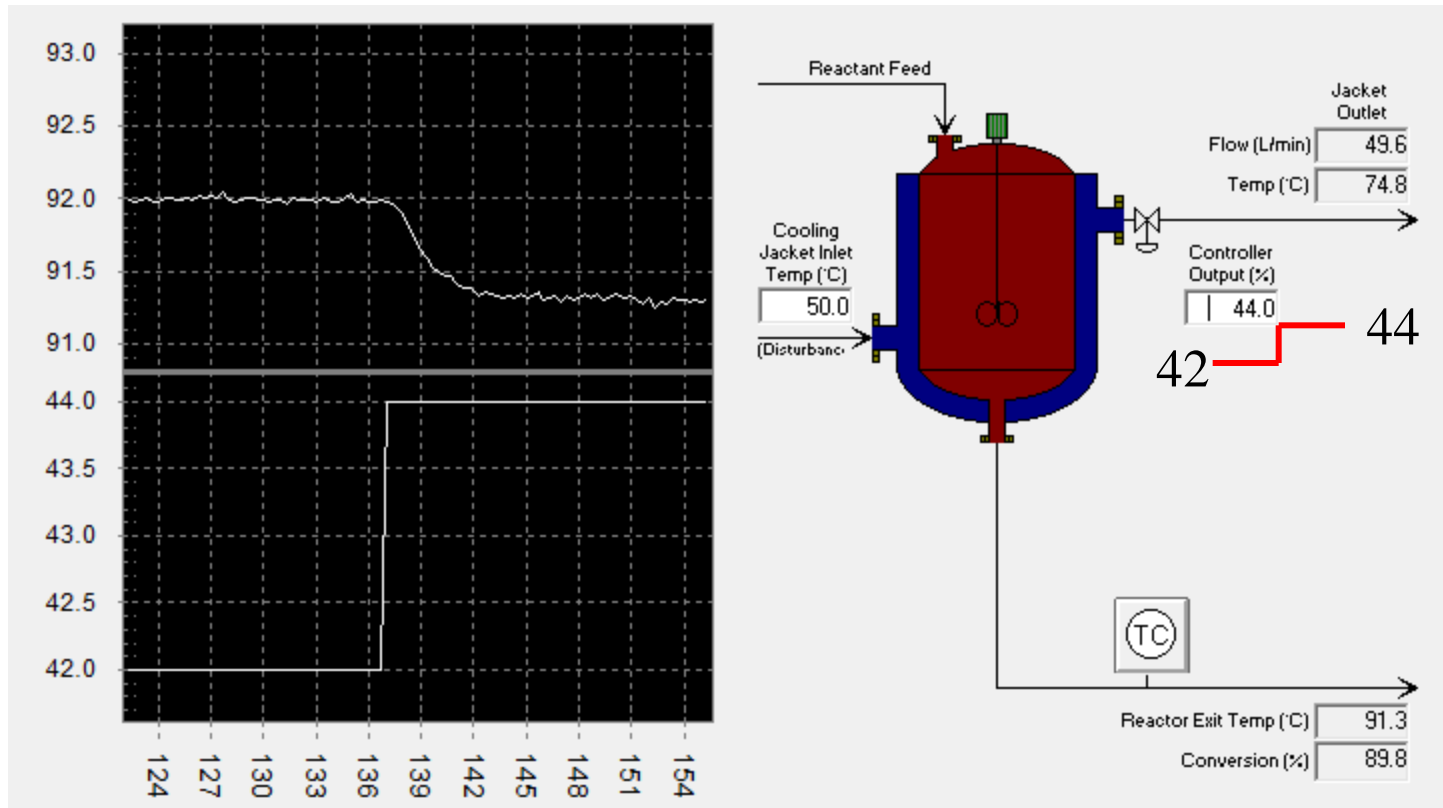 93.0
92.5
92.0
91.5
91.0
44.0
43.5
43.0
42.5
42.0
124
127
130
133
136
139
142
145
148
151
154
Reactant Feed
Jacket
Outlet
Flow (L/min) 49.6
Temp (°C) 74.8
Cooling
Jacket Inlet
Temp (°C)
50.0
(Disturbanc
Controller
Output (%)
44.0
42
44
TC
Reactor Exit Temp (°C) 91.3
Conversion (%) 89.8